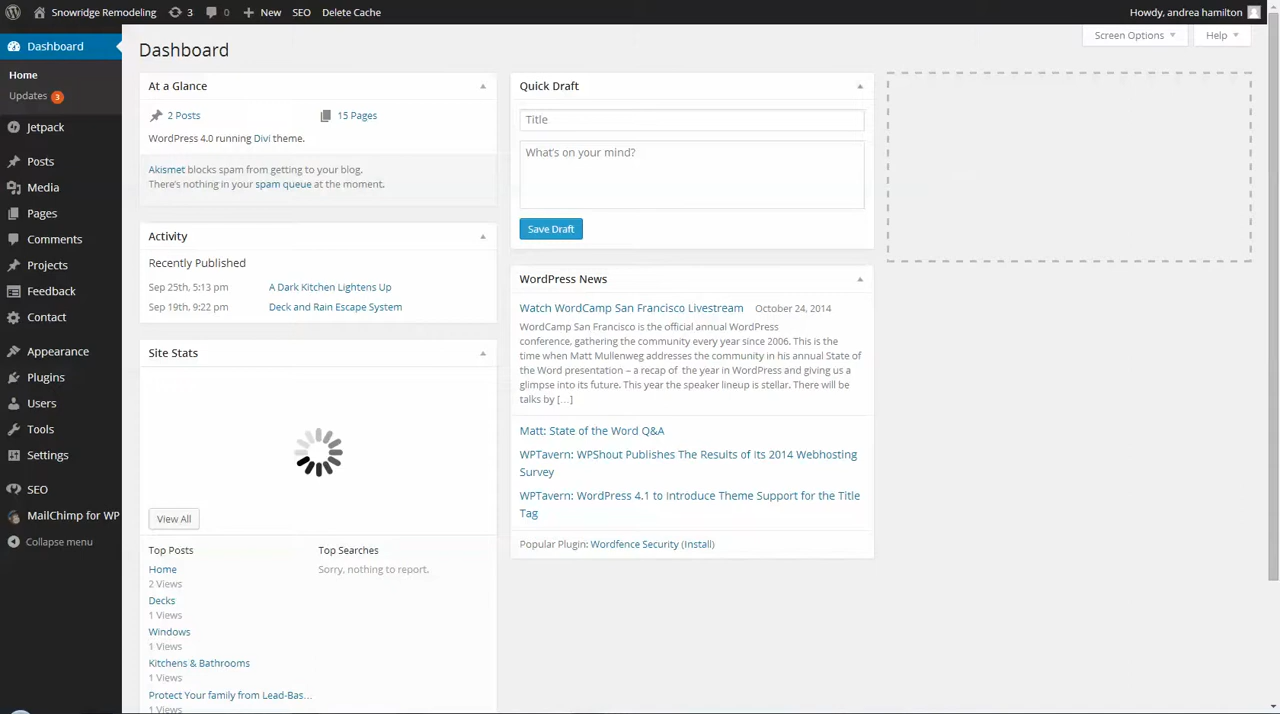 Snowridge Remodeling 3 0 New SEO Delete Cache Howdy, andrea hamilton
Screen Options Help
Dashboard
Home
Updates 3
Jetpack
Posts
Media
Pages
Comments
Projects
Feedback
Contact
Appearance
Plugins
Users
Tools
Settings
SEO
MailChimp for WP
Collapse menu
Dashboard
At a Glance
2 Posts 15 Pages
WordPress 4.0 running Divi theme.
Akismet blocks spam from getting to your blog.
There's nothing in your spam queue at the moment.
Activity
Recently Published
Sep 25th, 5:13 pm A Dark Kitchen Lightens Up
Sep 19th, 9:22 pm Deck and Rain Escape System
Site Stats
View All
Top Posts Top Searches
Home Sorry, nothing to report.
2 Views
Decks
1 Views
Windows
1 Views
Kitchens & Bathrooms
1 Views
Protect Your family from Lead-Bas...
1 Views
Quick Draft
Title
What's on your mind?
Save Draft
WordPress News
Watch WordCamp San Francisco Livestream October 24, 2014
WordCamp San Francisco is the official annual WordPress
conference, gathering the community every year since 2006. This is the
time when Matt Mullenweg addresses the community in his annual State of
the Word presentation – a recap of the year in WordPress and giving us a
glimpse into its future. This year the speaker lineup is stellar. There will be
talks by […]
Matt: State of the Word Q&A
WPTavern: WPShout Publishes The Results of Its 2014 Webhosting
Survey
WPTavern: WordPress 4.1 to Introduce Theme Support for the Title
Tag
Popular Plugin: Wordfence Security (Install)